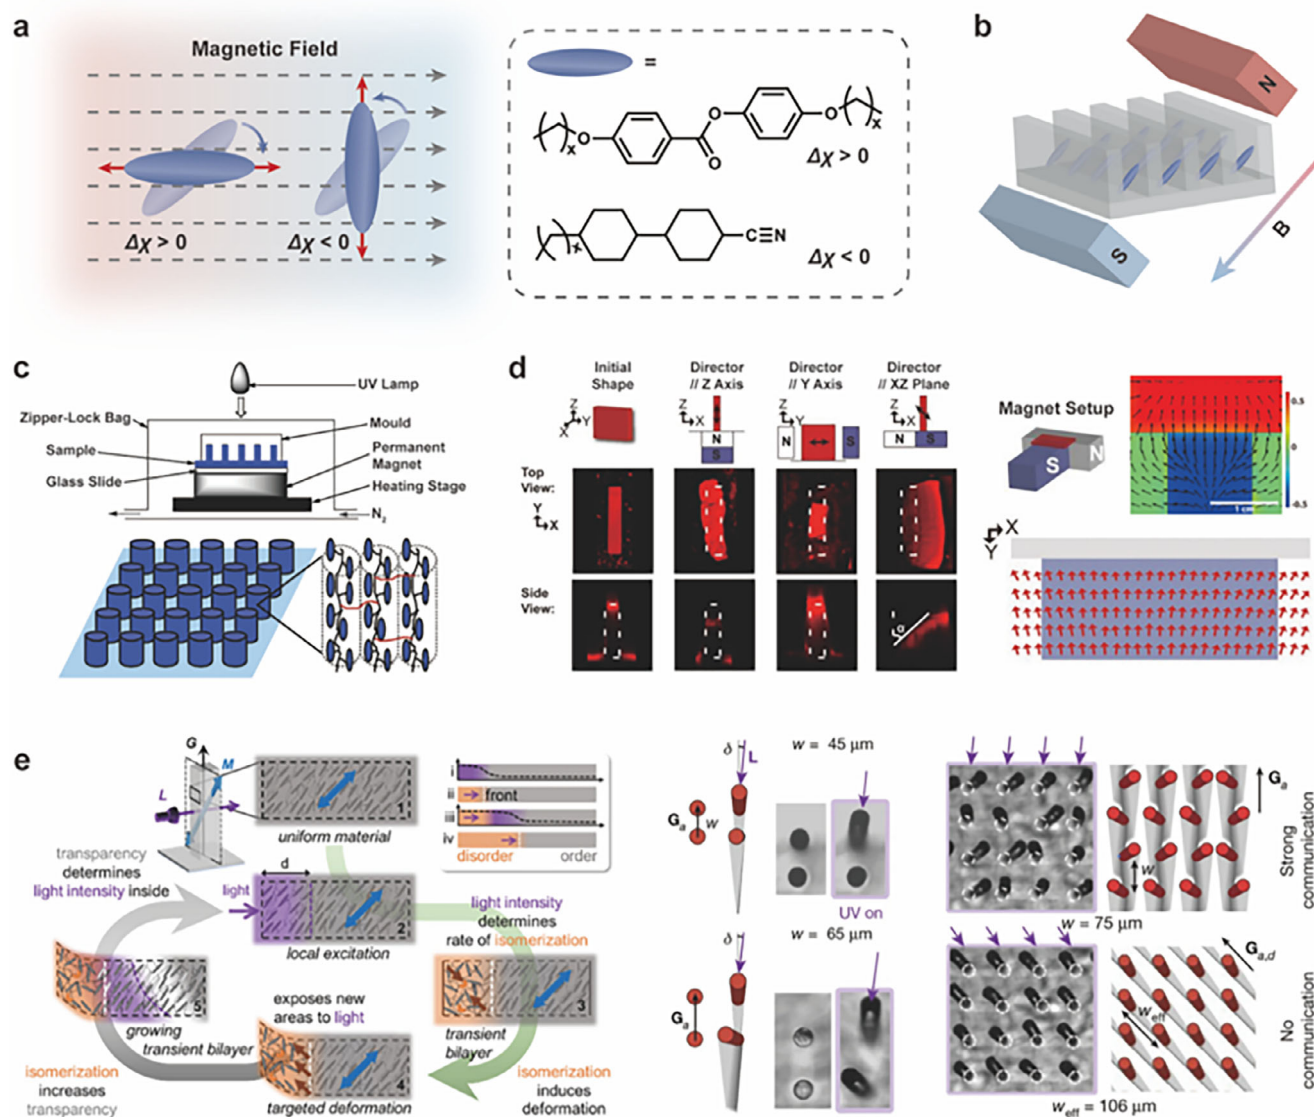 a
Magnetic Field
Δχ > 0
Δχ < 0
=
O
x
O
O
O
x
Δχ > 0
x
C≡N
Δχ < 0
b
N
S
B
c
UV Lamp
Zipper-Lock Bag
Mould
Sample
Permanent
Magnet
Glass Slide
Heating Stage
N2
d
Initial
Shape
Director
// Z Axis
Director
// Y Axis
Director
// XZ Plane
Z
Y
X
Z
X
N
S
Z
Y
N
S
Z
X
N
S
Top
View:
Y
X
Side
View:
α
Magnet Setup
S
N
0.5
0
-0.5
1 cm
X
Y
e
G
M
L
1
uniform material
i
ii
front
iii
iv
disorder
order
transparency
determines
light intensity inside
d
light
2
local excitation
light intensity
determines
rate of isomerization
3
transient
bilayer
exposes new
areas to light
5
growing
transient bilayer
4
targeted deformation
isomerization
increases
transparency
isomerization
induces
deformation
δ
L
w = 45 μm
Ga
w
UV on
w = 65 μm
δ
Ga
Ga
w
Strong
communication
w = 75 μm
Ga,d
weff
No
communication
weff = 106 μm